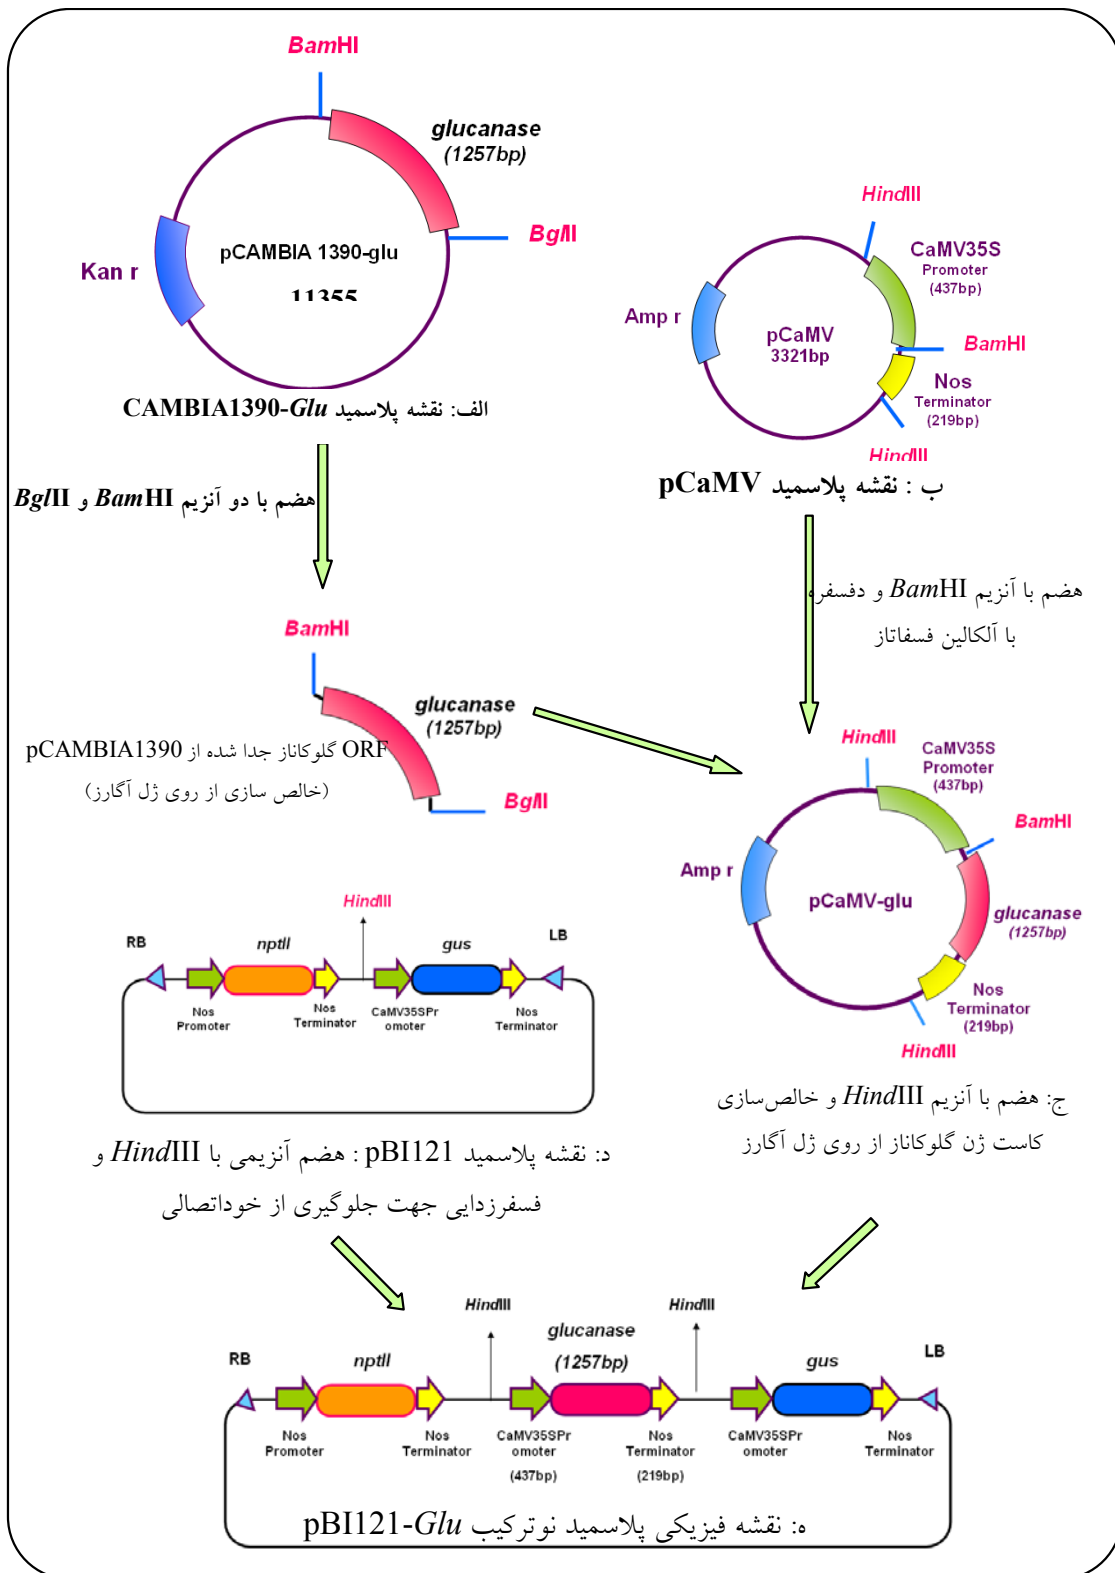 BamHI
glucanase
(1257bp)
BglII
Kan r
pCAMBIA 1390-glu
11355
الف: نقشه پلاسمید CAMBIA1390-Glu
HindIII
CaMV35S
Promoter
(437bp)
Amp r
pCaMV
3321bp
BamHI
Nos
Terminator
(219bp)
HindIII
ب : نقشه پلاسمید pCaMV
هضم با دو آنزیم BamHI و BglII
هضم با آنزیم BamHI و دفسفره
با آلکالین فسفاتاز
BamHI
glucanase
(1257bp)
ORF گلوکاناز جدا شده از pCAMBIA1390
(خالص سازی از روی ژل آگارز)
BglII
HindIII
CaMV35S
Promoter
(437bp)
BamHI
Amp r
pCaMV-glu
glucanase
(1257bp)
Nos
Terminator
(219bp)
HindIII
ج: هضم با آنزیم HindIII و خالص‌سازی
کاست ژن گلوکاناز از روی ژل آگارز
HindIII
RB
nptII
gus
LB
Nos
Promoter
Nos
Terminator
CaMV35SPr
omoter
Nos
Terminator
د: نقشه پلاسمید pBI121 : هضم آنزیمی با HindIII و
فسفرزدایی جهت جلوگیری از خوداتصالی
HindIII
HindIII
glucanase
(1257bp)
RB
nptII
gus
LB
Nos
Promoter
Nos
Terminator
CaMV35SPr
omoter
(437bp)
Nos
Terminator
(219bp)
CaMV35SPr
omoter
Nos
Terminator
ه: نقشه فیزیکی پلاسمید نوترکیب pBI121-Glu